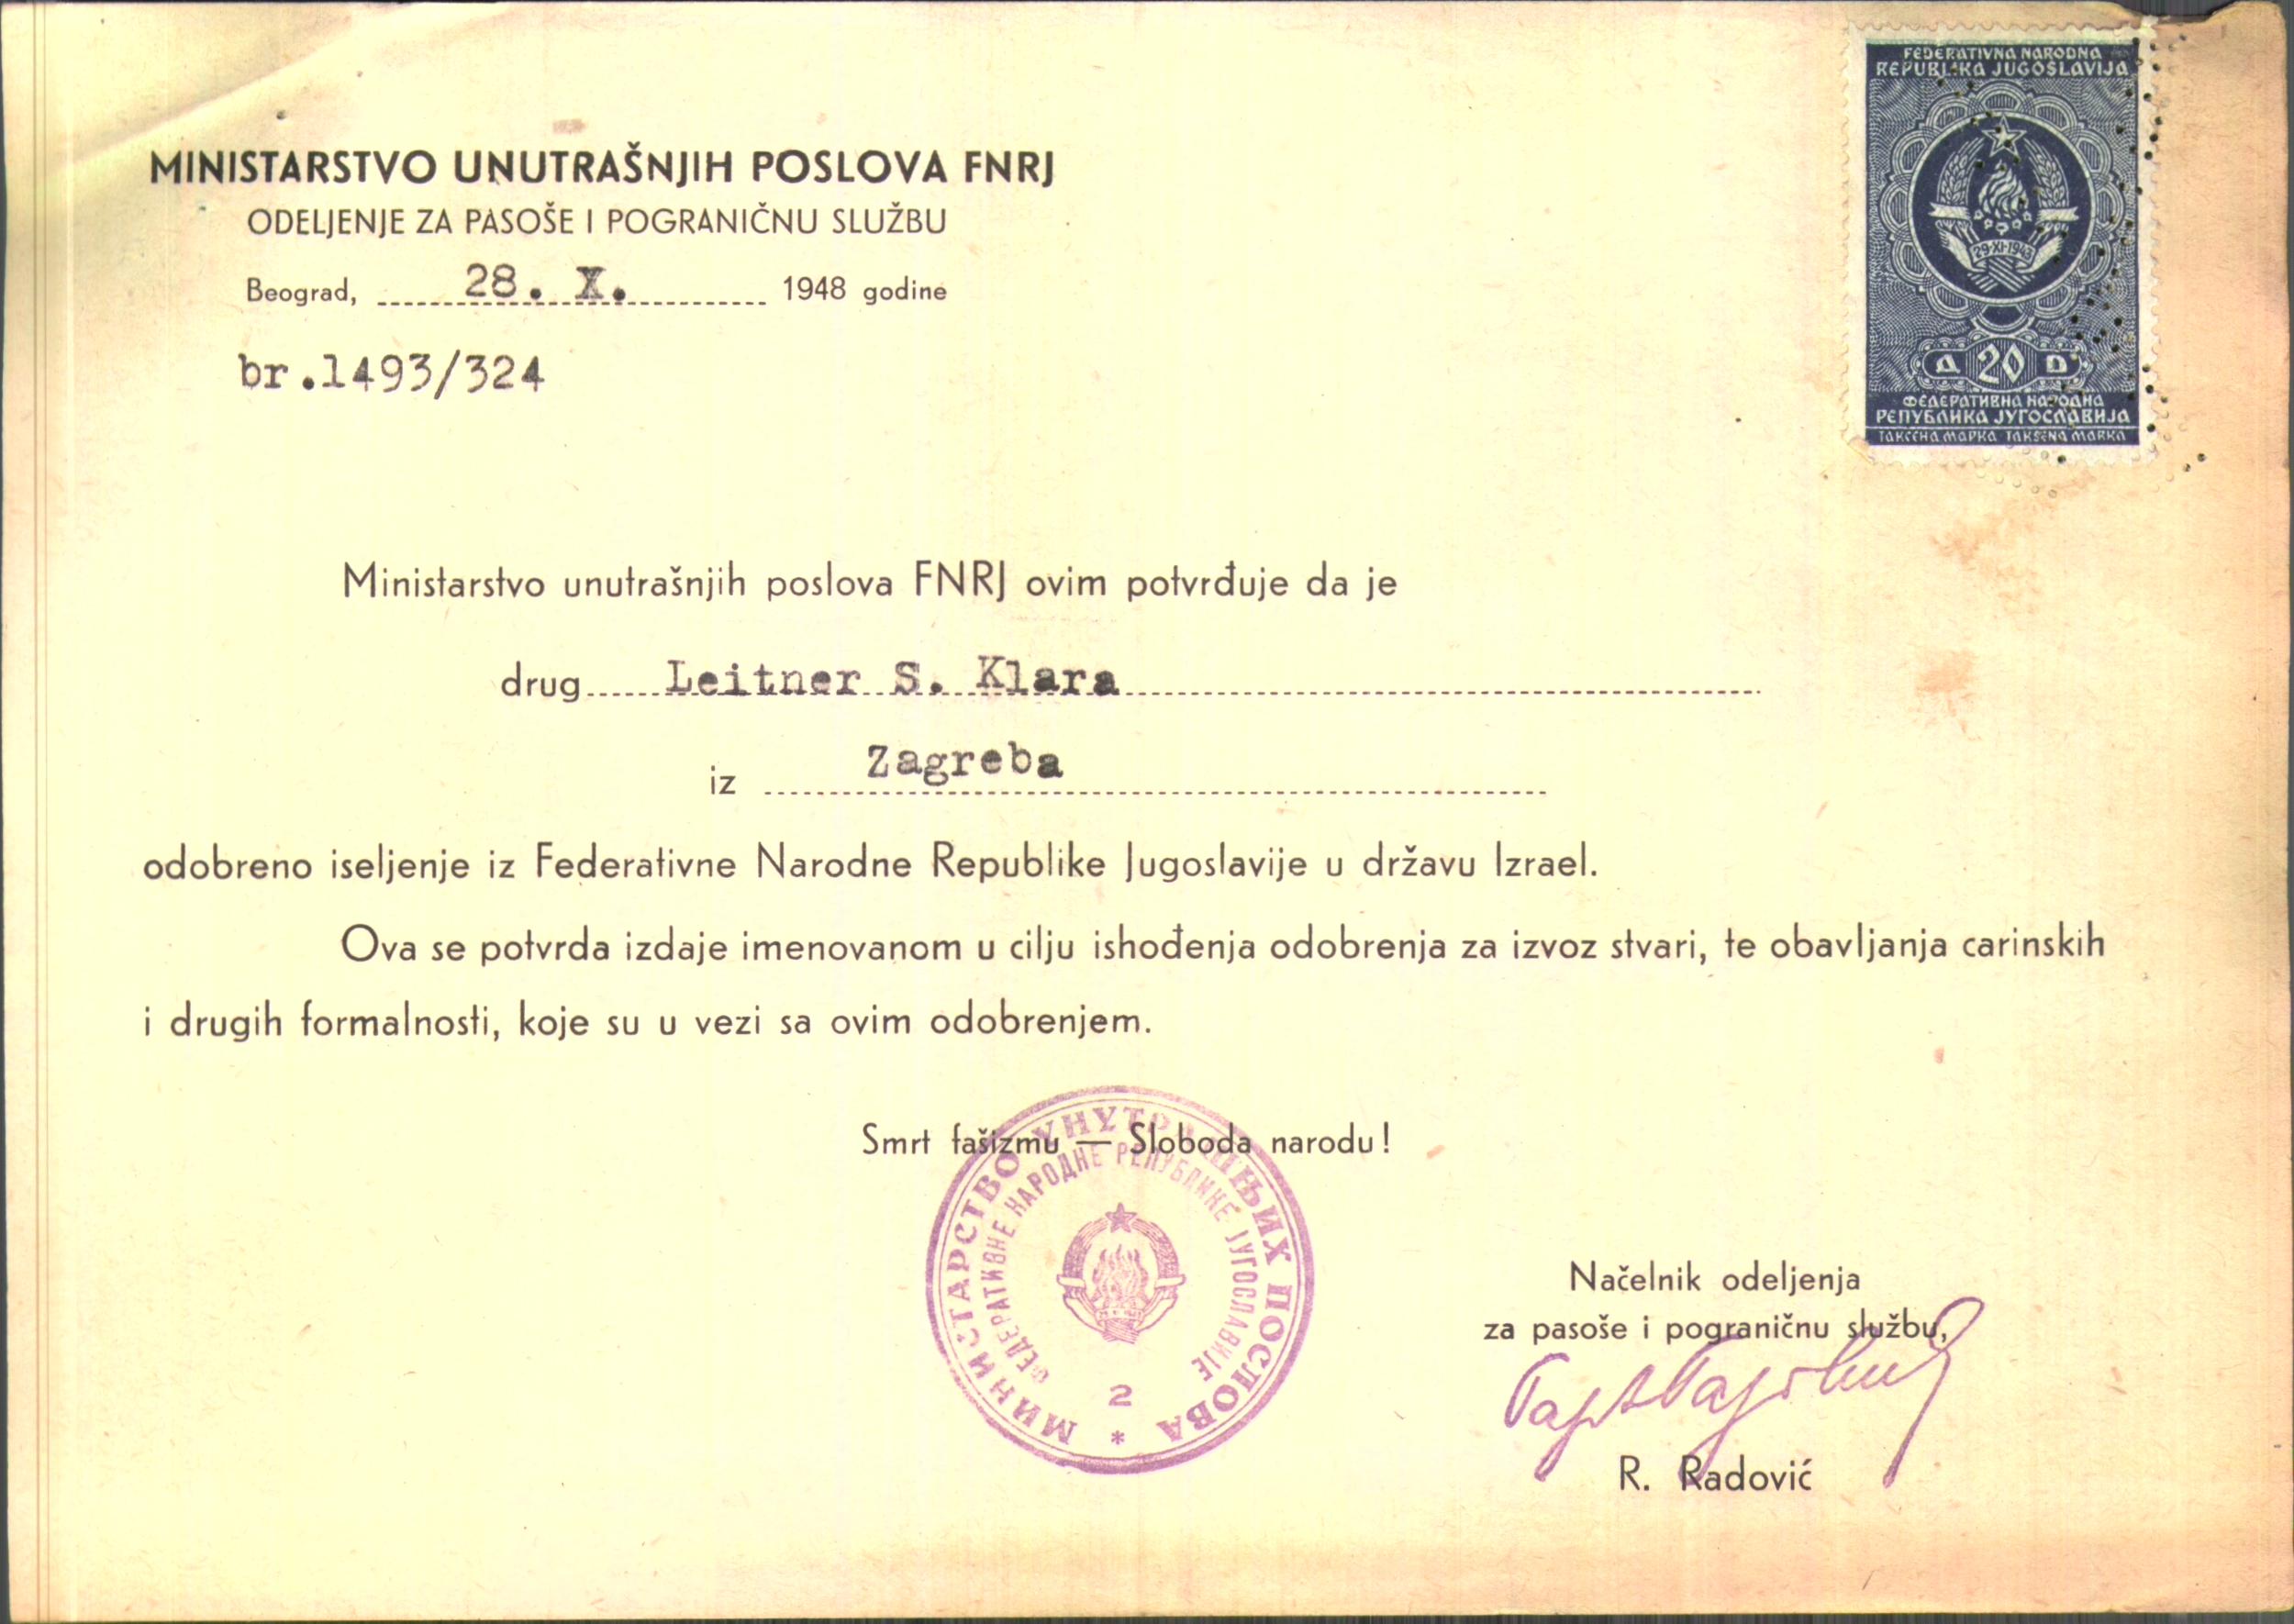 FEDERATIVNA NARODNA
REPUBLIKA JUGOSLAVIJA
29·XI·1943
Д 20 D
ФЕДЕРАТИВНА НАРОДНА
РЕПУБЛИКА ЈУГОСЛАВИЈА
ТАКСЕНА МАРКА TAKSENA MARKA
MINISTARSTVO UNUTRAŠNJIH POSLOVA FNRJ
ODELJENJE ZA PASOŠE I POGRANIČNU SLUŽBU
Beograd, 28. X. 1948 godine
br.1493/324
Ministarstvo unutrašnjih poslova FNRJ ovim potvrđuje da je
drug Leitner S. Klara
iz Zagreba
odobreno iseljenje iz Federativne Narodne Republike Jugoslavije u državu Izrael.
Ova se potvrda izdaje imenovanom u cilju ishođenja odobrenja za izvoz stvari, te obavljanja carinskih
i drugih formalnosti, koje su u vezi sa ovim odobrenjem.
Smrt fašizmu — Sloboda narodu!
МИНИСТАРСТВО УНУТРАШЊИХ ПОСЛОВА
ФЕДЕРАТИВНЕ НАРОДНЕ РЕПУБЛИКЕ ЈУГОСЛАВИЈЕ
2
*
Načelnik odeljenja
za pasoše i pograničnu službu,
R. Radović